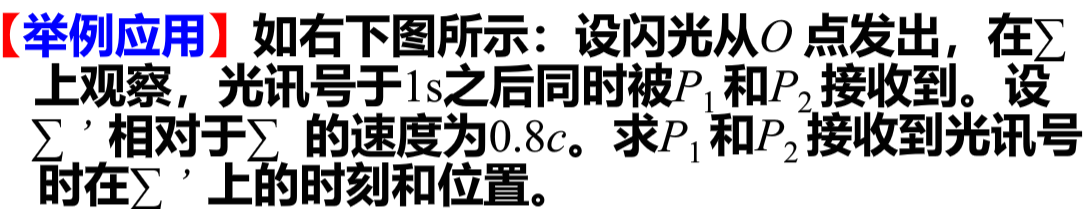 【举例应用】如右下图所示：设闪光从O 点发出，在∑
上观察，光讯号于1s之后同时被P₁和P₂接收到。设
∑ ’相对于∑ 的速度为0.8c。求P₁和P₂接收到光讯号
时在∑ ’上的时刻和位置。